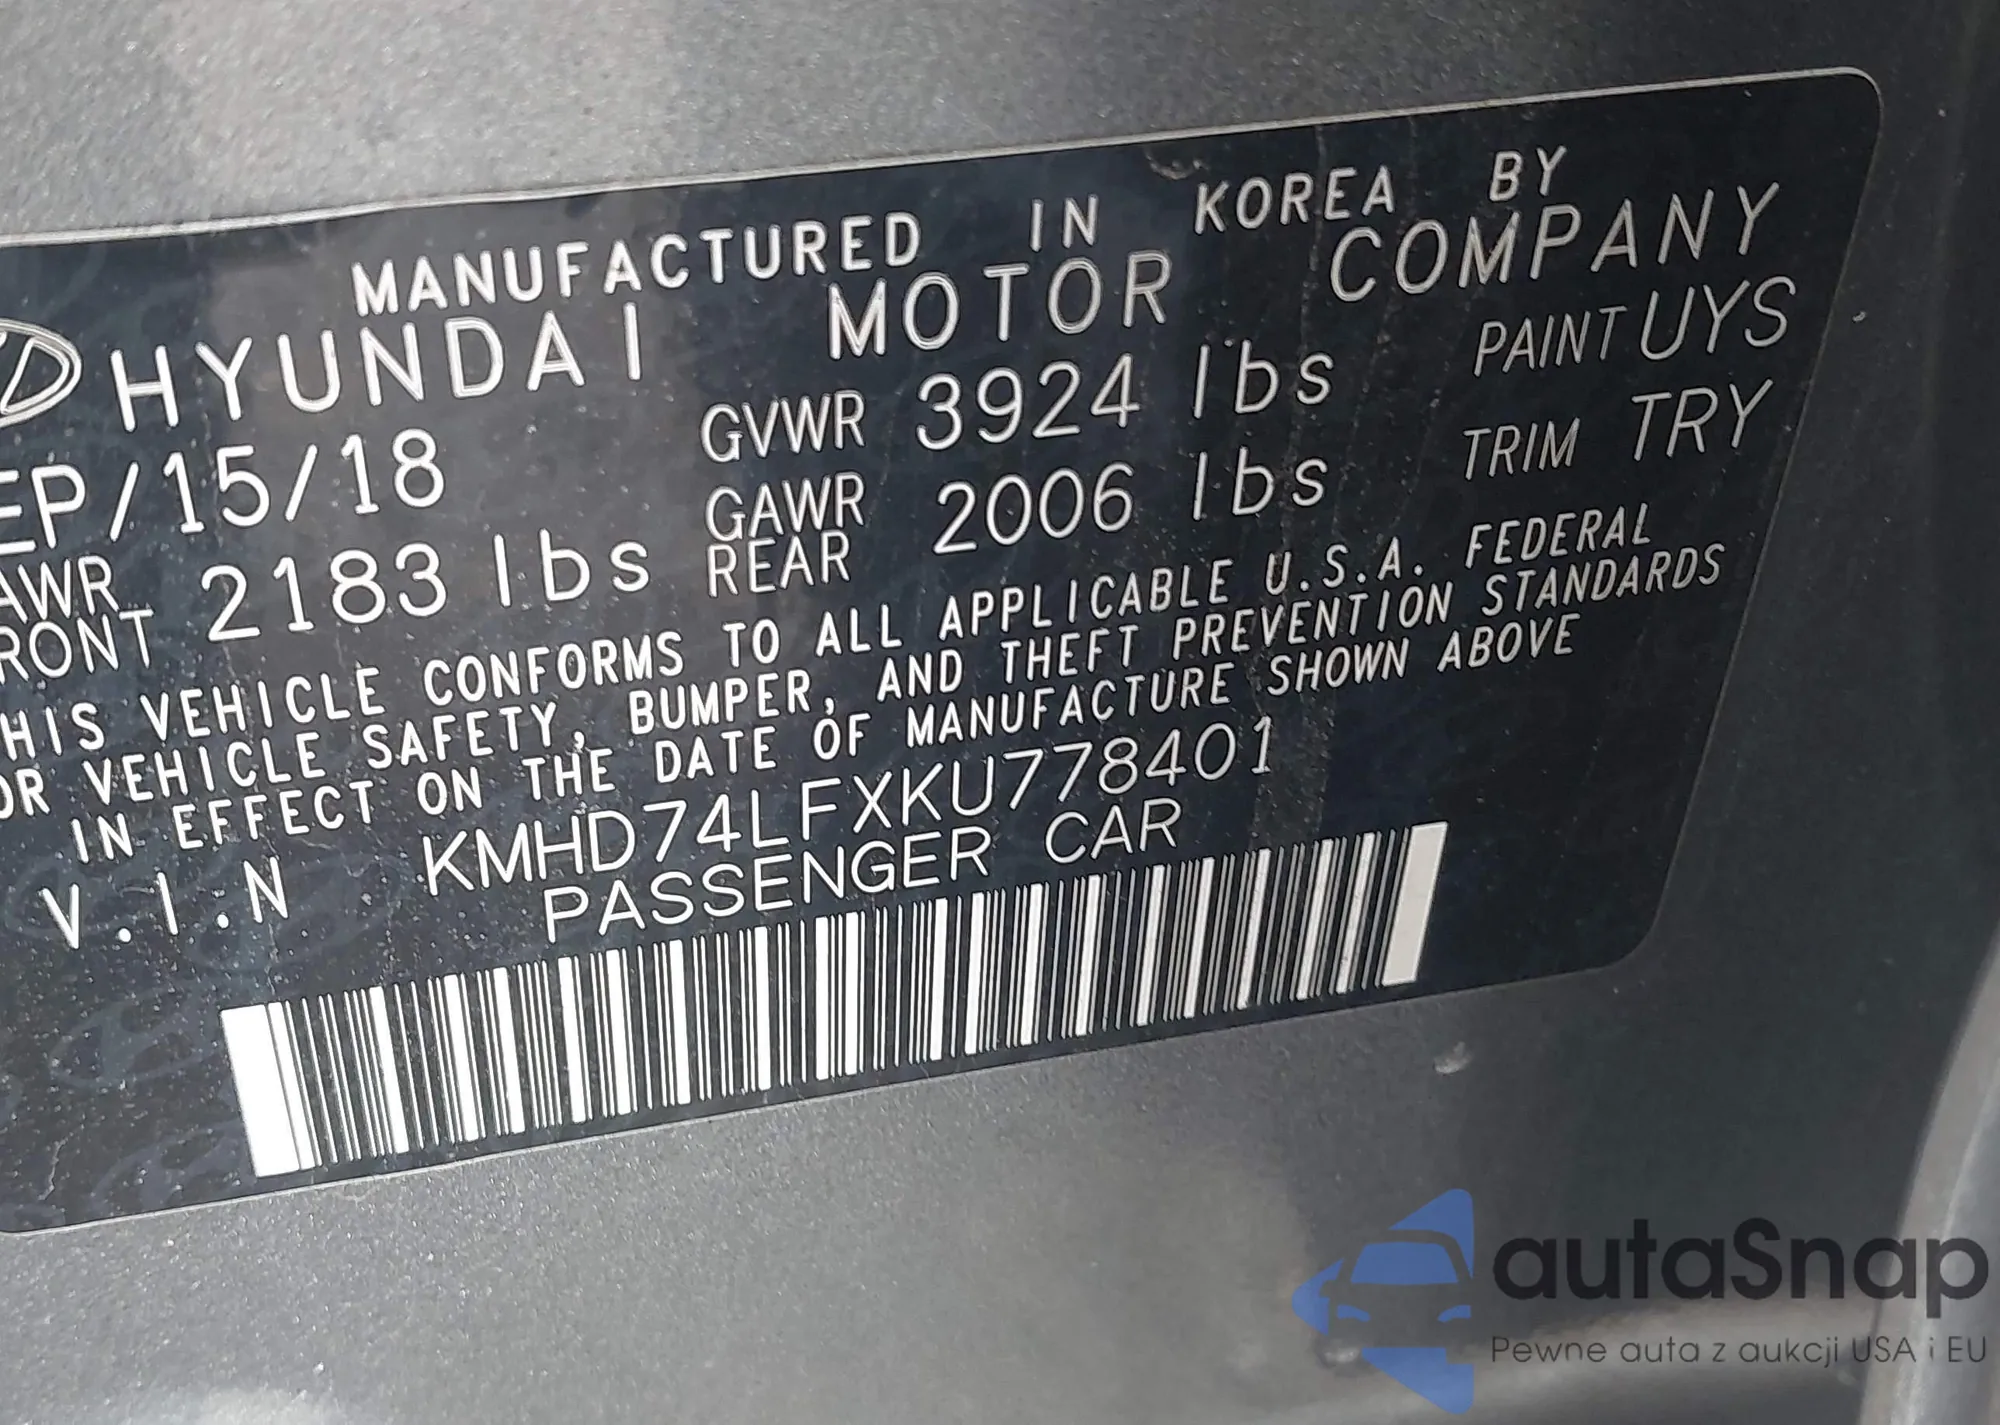 MANUFACTURED IN KOREA BY
HYUNDAI MOTOR COMPANY
EP/15/18 GVWR 3924 lbs PAINT UYS
AWR FRONT 2183 lbs GAWR REAR 2006 lbs TRIM TRY
HIS VEHICLE CONFORMS TO ALL APPLICABLE U.S.A. FEDERAL
OR VEHICLE SAFETY, BUMPER, AND THEFT PREVENTION STANDARDS
IN EFFECT ON THE DATE OF MANUFACTURE SHOWN ABOVE
V.I.N KMHD74LFXKU778401
PASSENGER CAR
autaSnap
Pewne auta z aukcji USA i EU